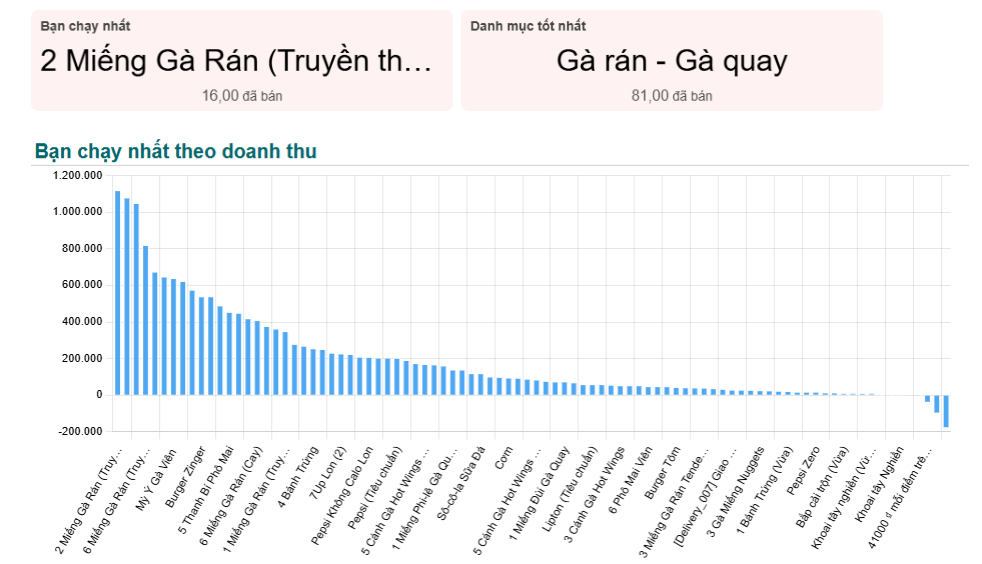 Bạn chạy nhất
2 Miếng Gà Rán (Truyền th…
16,00 đã bán
Danh mục tốt nhất
Gà rán - Gà quay
81,00 đã bán
Bạn chạy nhất theo doanh thu
1.200.000
1.000.000
800.000
600.000
400.000
200.000
0
-200.000
2 Miếng Gà Rán (Truy…
6 Miếng Gà Rán (Truy…
Mỳ Ý Gà Viên
Burger Zinger
5 Thanh Bí Phô Mai
6 Miếng Gà Rán (Cay)
1 Miếng Gà Rán (Truy…
4 Bánh Trứng
7Up Lon (2)
Pepsi Không Calo Lon
Pepsi (Tiêu chuẩn)
5 Cánh Gà Hot Wings …
1 Miếng Phi-lê Gà Qu…
Sô-cô-la Sữa Đá
Com
5 Cánh Gà Hot Wings …
1 Miếng Đùi Gà Quay
Lipton (Tiêu chuẩn)
3 Cánh Gà Hot Wings
6 Phô Mai Viên
Burger Tôm
3 Miếng Gà Rán Tende…
[Delivery_007] Giao …
3 Gà Miếng Nuggets
1 Bánh Trứng (Vừa)
Pepsi Zero
Bắp cải trộn (Vừa)
Khoai tây nghiền (Vừ…
Khoai tây Nghiền
41000 ₫ mỗi điểm trê…